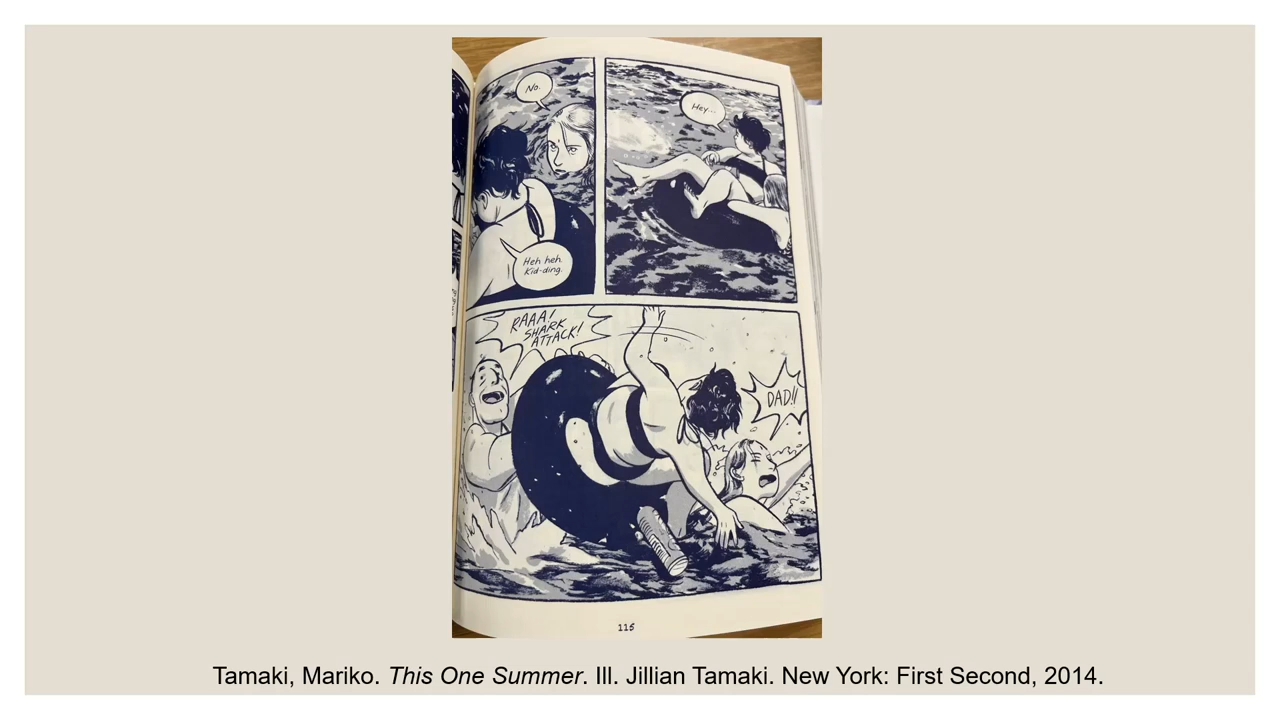 No.
Heh heh.
Kid-ding.
Hey...
RAAA!
SHARK
ATTACK!
DAD!!
115
Tamaki, Mariko. This One Summer. Ill. Jillian Tamaki. New York: First Second, 2014.